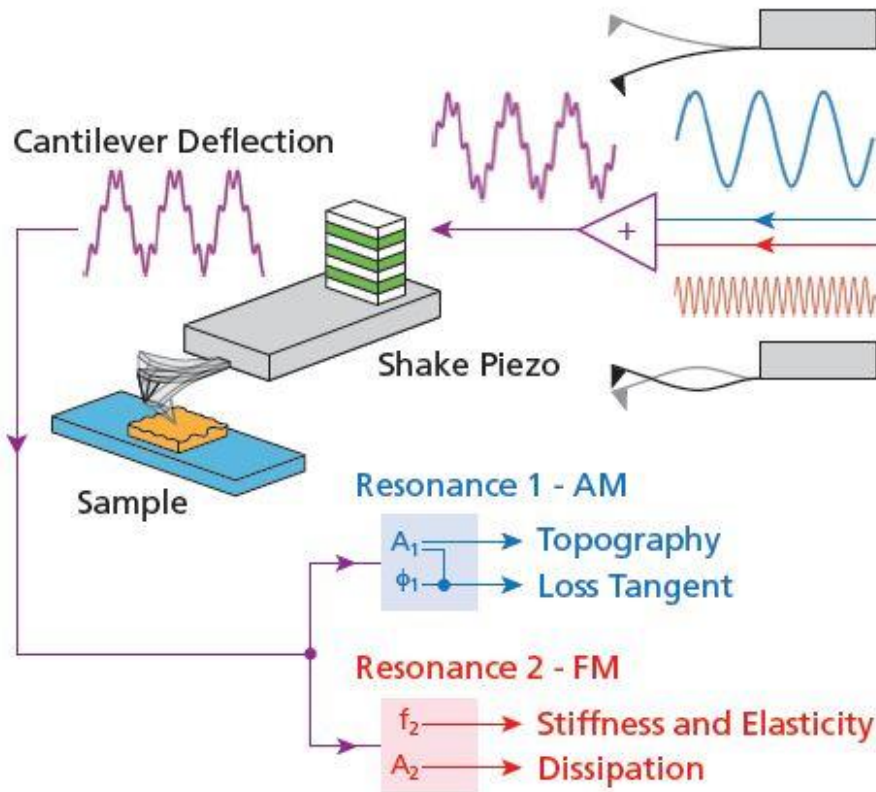 Cantilever Deflection
+
Shake Piezo
Sample
Resonance 1 - AM
A₁
Topography
ϕ₁
Loss Tangent
Resonance 2 - FM
f₂
Stiffness and Elasticity
A₂
Dissipation